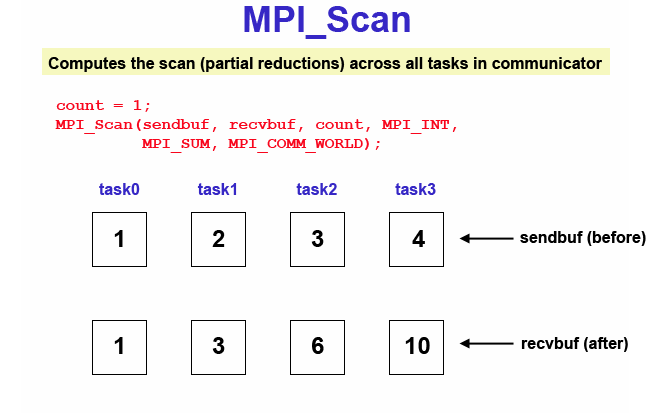 MPI_Scan
Computes the scan (partial reductions) across all tasks in communicator
count = 1;
MPI_Scan(sendbuf, recvbuf, count, MPI_INT,
MPI_SUM, MPI_COMM_WORLD);
task0 task1 task2 task3
1 2 3 4 sendbuf (before)
1 3 6 10 recvbuf (after)